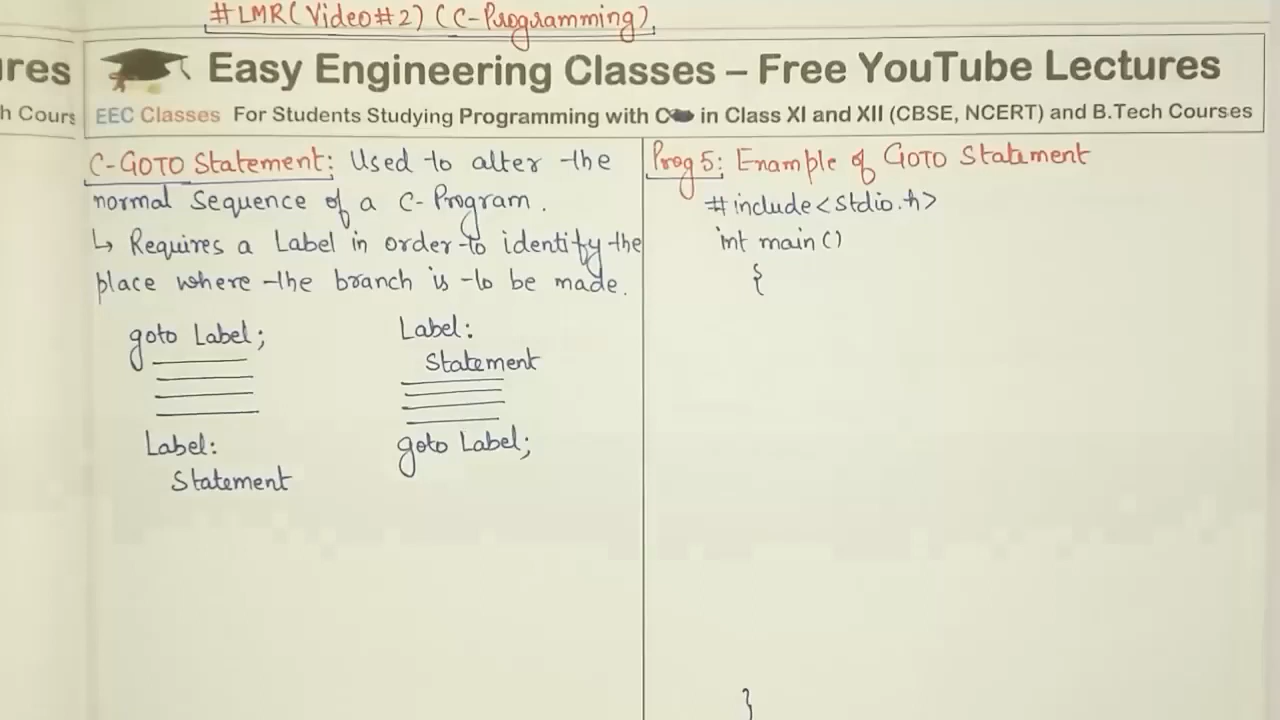 #LMR(Video#2) (C-Programming)
ures
Easy Engineering Classes – Free YouTube Lectures
h Cours
EEC Classes For Students Studying Programming with C in Class XI and XII (CBSE, NCERT) and B.Tech Courses
C-GOTO Statement: Used to alter the
normal Sequence of a C-Program.
↳ Requires a Label in order to identify the
place where the branch is to be made.
goto Label;
Label:
Statement
Label:
Statement
goto Label;
Prog 5: Example of GOTO Statement
#include<stdio.h>
int main()
{
}